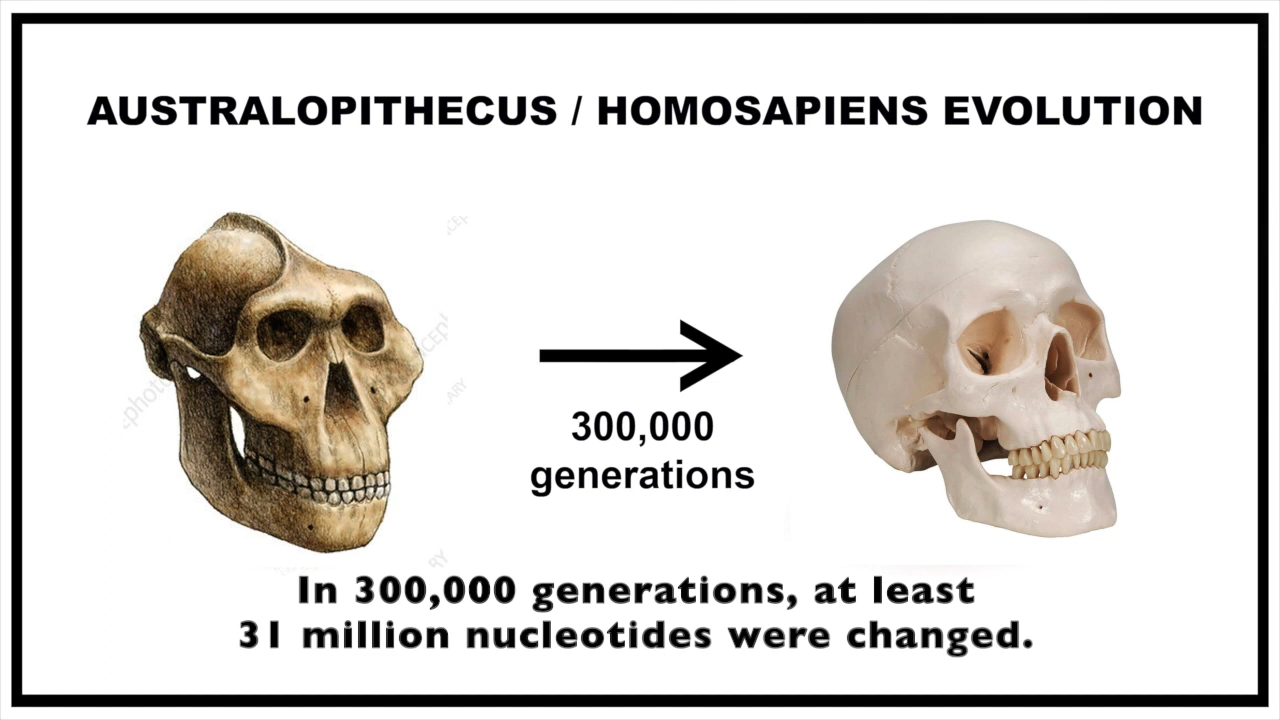 AUSTRALOPITHECUS / HOMOSAPIENS EVOLUTION
300,000
generations
In 300,000 generations, at least
31 million nucleotides were changed.